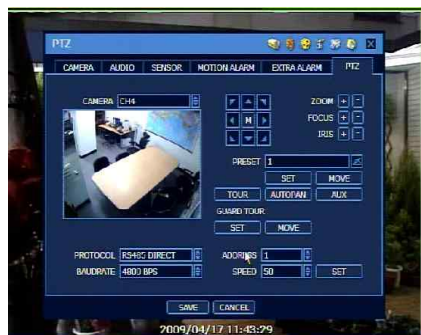 PTZ
CAMERA AUDIO SENSOR MOTION ALARM EXTRA ALARM PTZ
CAMERA CH4
M
ZOOM + -
FOCUS + -
IRIS + -
PRESET 1
SET MOVE
TOUR AUTOPAN AUX
GUARD TOUR
SET MOVE
PROTOCOL RS485 DIRECT ADDRESS 1
BAUDRATE 4800 BPS SPEED 50 SET
SAVE CANCEL
2009/04/17 11:43:29